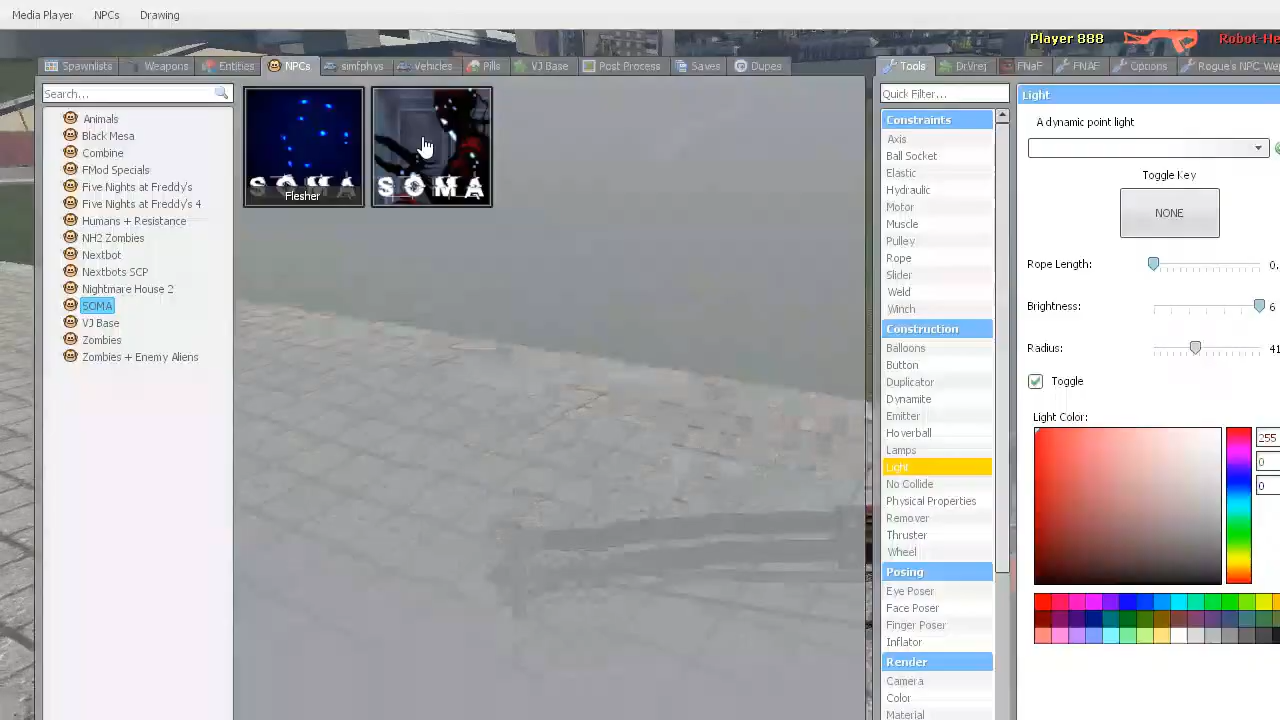 Media Player NPCs Drawing
Player 888 Robot-He
Spawnlists Weapons Entities NPCs simfphys Vehicles Pills VJ Base Post Process Saves Dupes
Tools DrVrej FNaF FNAF Options Rogue's NPC We
Search...
Animals
Black Mesa
Combine
FMod Specials
Five Nights at Freddy's
Five Nights at Freddy's 4
Humans + Resistance
NH2 Zombies
Nextbot
Nextbots SCP
Nightmare House 2
SOMA
VJ Base
Zombies
Zombies + Enemy Aliens
SOMA
Flesher
SOMA
Quick Filter...
Constraints
Axis
Ball Socket
Elastic
Hydraulic
Motor
Muscle
Pulley
Rope
Slider
Weld
Winch
Construction
Balloons
Button
Duplicator
Dynamite
Emitter
Hoverball
Lamps
Light
No Collide
Physical Properties
Remover
Thruster
Wheel
Posing
Eye Poser
Face Poser
Finger Poser
Inflator
Render
Camera
Color
Material
Light
A dynamic point light
Toggle Key
NONE
Rope Length: 0.
Brightness: 6
Radius: 41
Toggle
Light Color:
255
0
0